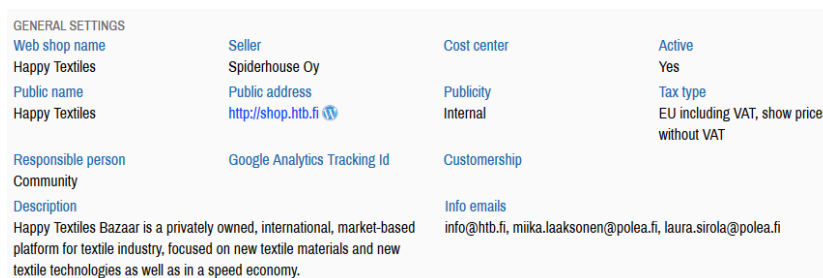 GENERAL SETTINGS
Web shop name Seller Cost center Active
Happy Textiles Spiderhouse Oy Yes
Public name Public address Publicity Tax type
Happy Textiles http://shop.htb.fi Internal EU including VAT, show price
without VAT
Responsible person Google Analytics Tracking Id Customership
Community
Description Info emails
Happy Textiles Bazaar is a privately owned, international, market-based info@htb.fi, miika.laaksonen@polea.fi, laura.sirola@polea.fi
platform for textile industry, focused on new textile materials and new
textile technologies as well as in a speed economy.